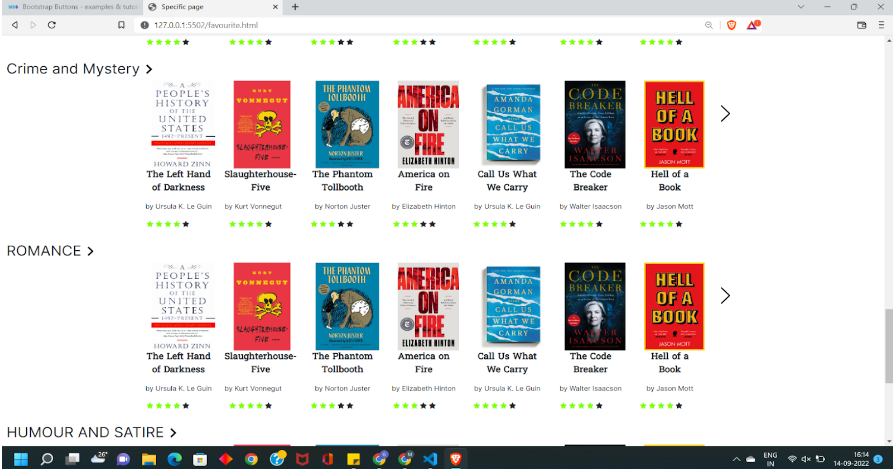 Bootstrap Buttons - examples & tutor
Specific page
127.0.0.1:5502/favourite.html
Crime and Mystery
A
PEOPLE'S
HISTORY
OF THE
UNITED
STATES
1492-PRESENT
HOWARD ZINN
KURT
VONNEGUT
SLAUGHTERHOUSE-
FIVE
THE PHANTOM
TOLLBOOTH
NORTON JUSTER
AMERICA
ON
FIRE
ELIZABETH HINTON
AMANDA
GORMAN
CALL US
WHAT WE
CARRY
THE
CODE
BREAKER
WALTER
ISAACSON
HELL
OF A
BOOK
JASON MOTT
The Left Hand
of Darkness
by Ursula K. Le Guin
Slaughterhouse-
Five
by Kurt Vonnegut
The Phantom
Tollbooth
by Norton Juster
America on
Fire
by Elizabeth Hinton
Call Us What
We Carry
by Ursula K. Le Guin
The Code
Breaker
by Walter Isaacson
Hell of a
Book
by Jason Mott
ROMANCE
A
PEOPLE'S
HISTORY
OF THE
UNITED
STATES
1492-PRESENT
HOWARD ZINN
KURT
VONNEGUT
SLAUGHTERHOUSE-
FIVE
THE PHANTOM
TOLLBOOTH
NORTON JUSTER
AMERICA
ON
FIRE
ELIZABETH HINTON
AMANDA
GORMAN
CALL US
WHAT WE
CARRY
THE
CODE
BREAKER
WALTER
ISAACSON
HELL
OF A
BOOK
JASON MOTT
The Left Hand
of Darkness
by Ursula K. Le Guin
Slaughterhouse-
Five
by Kurt Vonnegut
The Phantom
Tollbooth
by Norton Juster
America on
Fire
by Elizabeth Hinton
Call Us What
We Carry
by Ursula K. Le Guin
The Code
Breaker
by Walter Isaacson
Hell of a
Book
by Jason Mott
HUMOUR AND SATIRE
26°
ENG
IN
16:14
14-09-2022